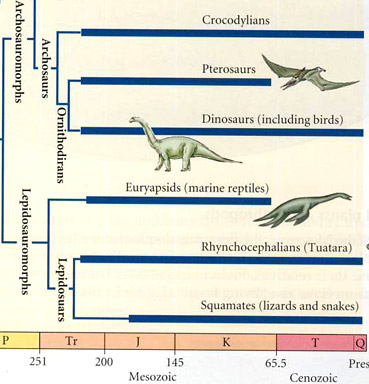 Archosauromorphs
Archosaurs
Crocodylians
Pterosaurs
Dinosaurs (including birds)
Ornithodirans
Euryapsids (marine reptiles)
Lepidosauromorphs
Rhynchocephalians (Tuatara)
Lepidosuars
Squamates (lizards and snakes)
P Tr J K T Q
251 200 145 65.5 Pres
Mesozoic Cenozoic